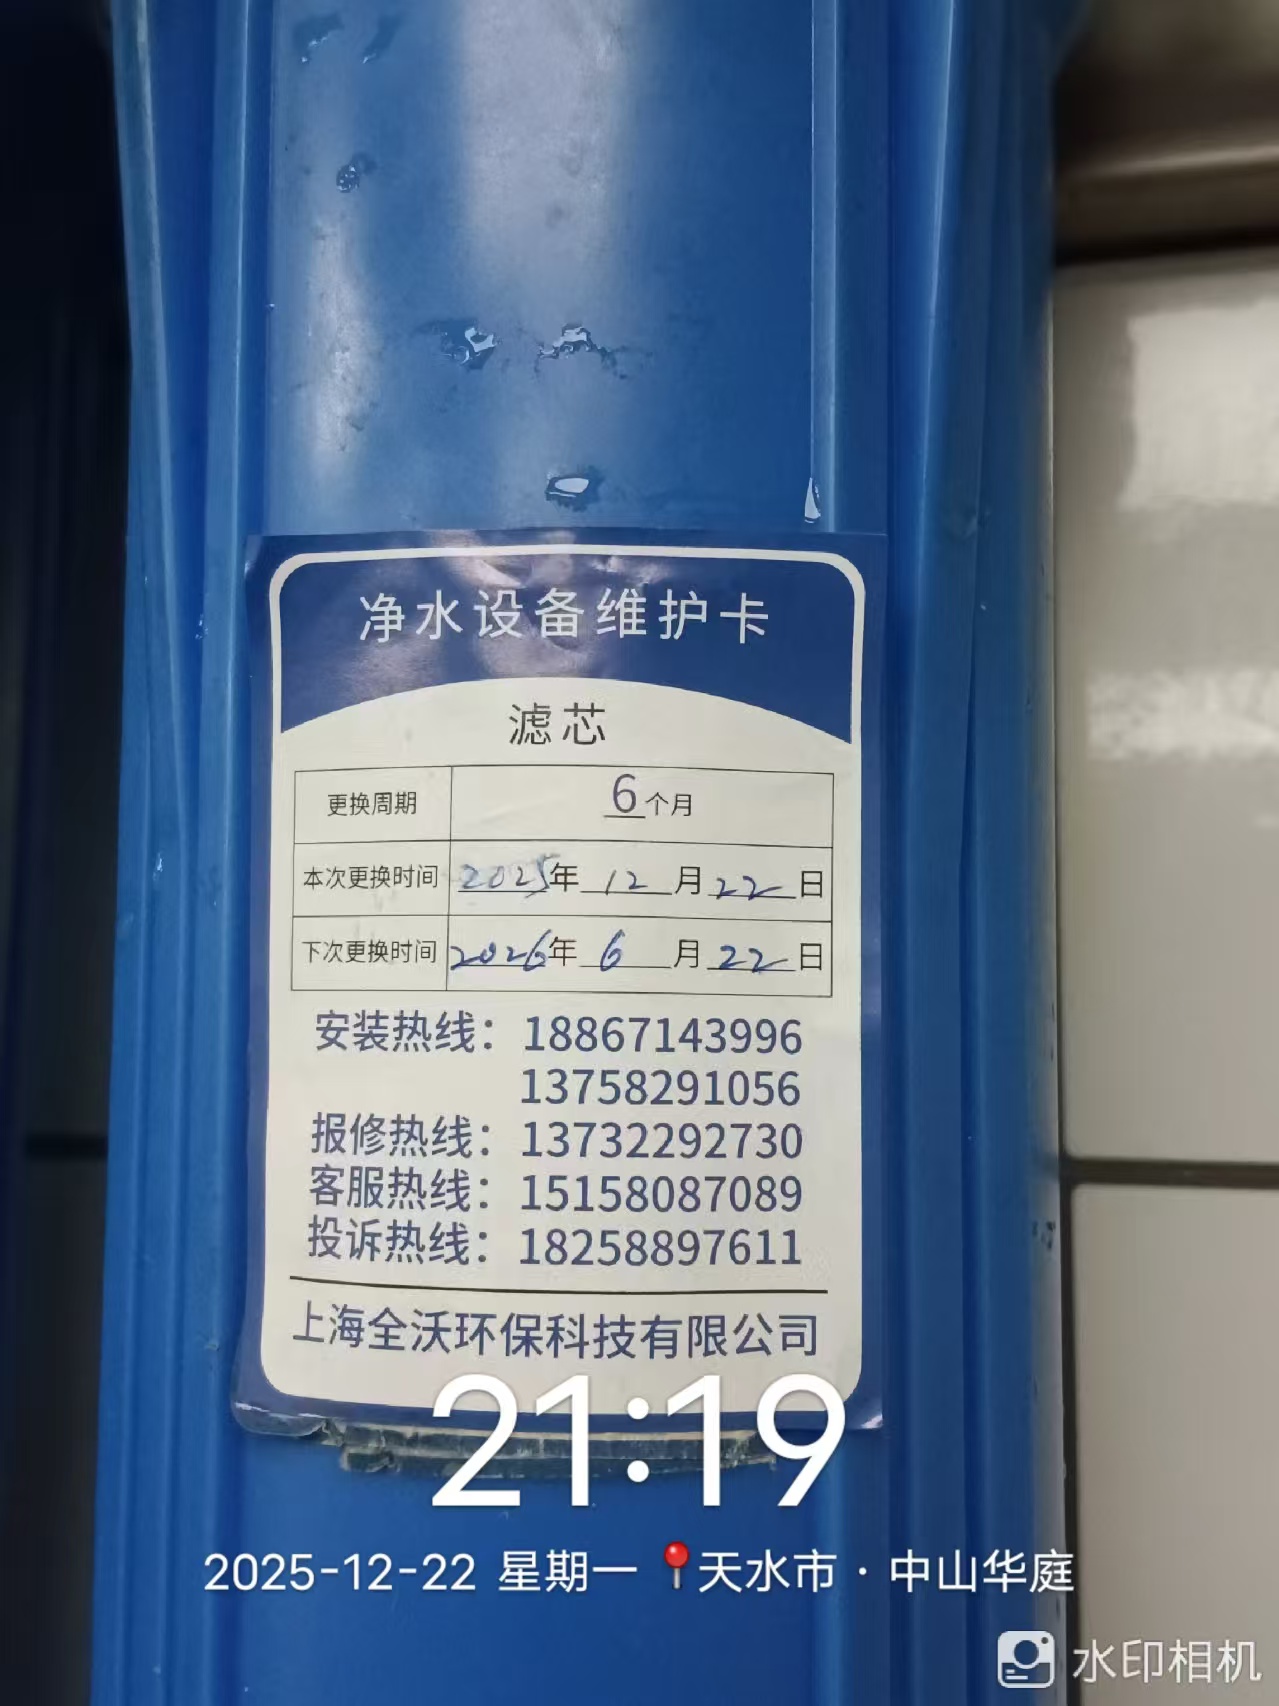 净水设备维护卡
滤芯
更换周期 6个月
本次更换时间 2025年12月22日
下次更换时间 2026年6月22日
安装热线：18867143996
13758291056
报修热线：13732292730
客服热线：15158087089
投诉热线：18258897611
上海全沃环保科技有限公司
21:19
2025-12-22 星期一 📍天水市·中山华庭
水印相机